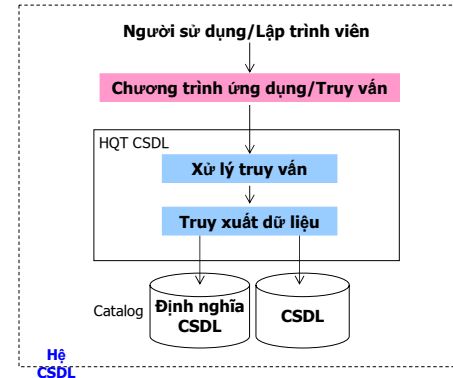 Người sử dụng/Lập trình viên
Chương trình ứng dụng/Truy vấn
HQT CSDL
Xử lý truy vấn
Truy xuất dữ liệu
Catalog
Định nghĩa
CSDL
CSDL
Hệ
CSDL